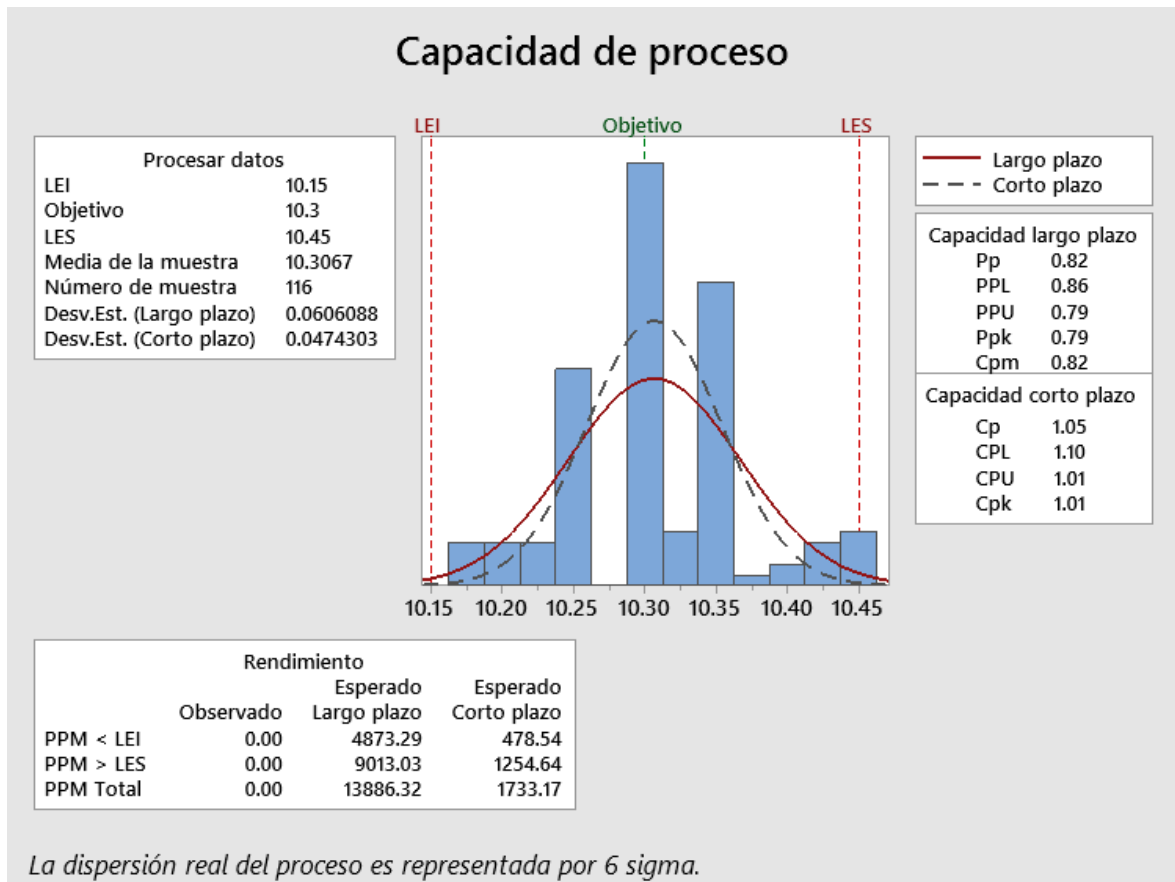 Capacidad de proceso
LEI Objetivo LES
Procesar datos
LEI 10.15
Objetivo 10.3
LES 10.45
Media de la muestra 10.3067
Número de muestra 116
Desv.Est. (Largo plazo) 0.0606088
Desv.Est. (Corto plazo) 0.0474303
Largo plazo
Corto plazo
Capacidad largo plazo
Pp 0.82
PPL 0.86
PPU 0.79
Ppk 0.79
Cpm 0.82
Capacidad corto plazo
Cp 1.05
CPL 1.10
CPU 1.01
Cpk 1.01
10.15 10.20 10.25 10.30 10.35 10.40 10.45
Rendimiento
Esperado Esperado
Observado Largo plazo Corto plazo
PPM < LEI 0.00 4873.29 478.54
PPM > LES 0.00 9013.03 1254.64
PPM Total 0.00 13886.32 1733.17
La dispersión real del proceso es representada por 6 sigma.